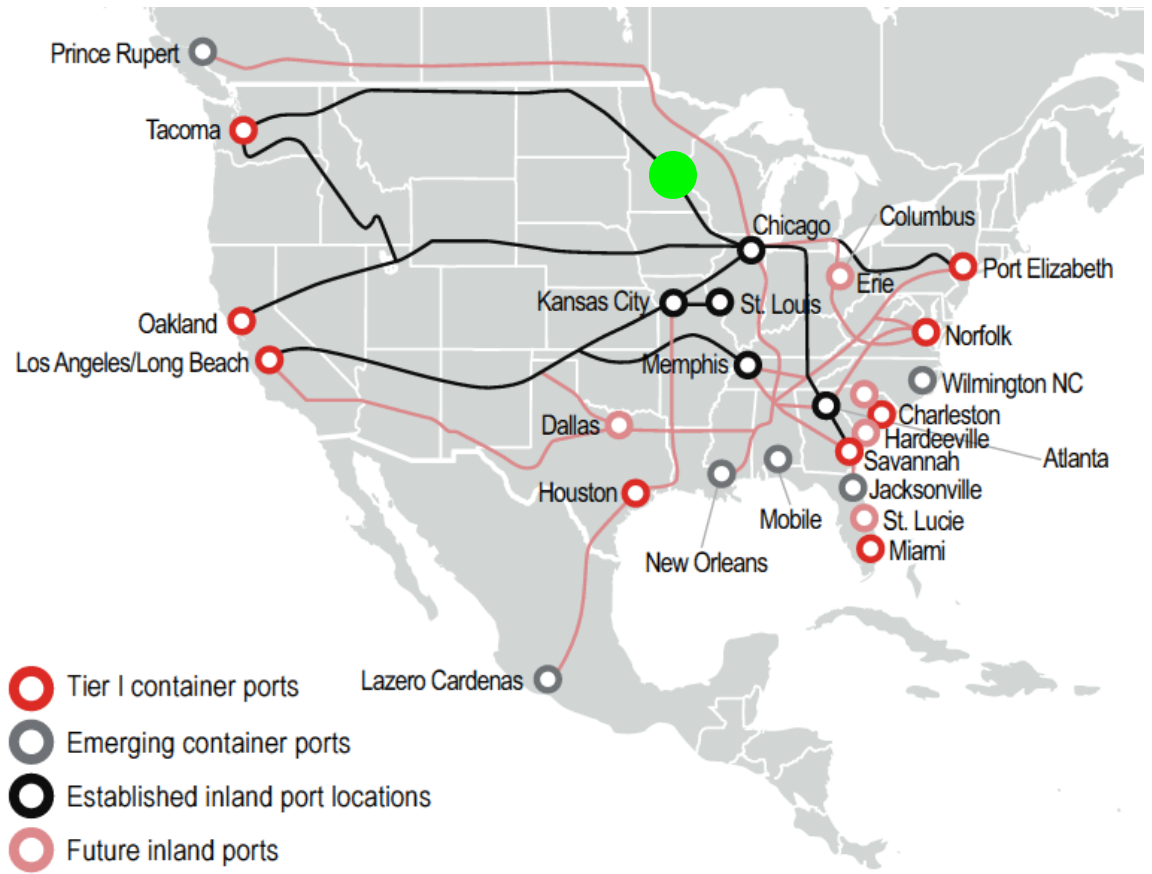 Prince Rupert
Tacoma
Chicago
Columbus
Port Elizabeth
Erie
Kansas City
St. Louis
Oakland
Norfolk
Los Angeles/Long Beach
Memphis
Wilmington NC
Charleston
Dallas
Hardeeville
Atlanta
Savannah
Houston
Jacksonville
Mobile
St. Lucie
New Orleans
Miami
Lazero Cardenas
Tier I container ports
Emerging container ports
Established inland port locations
Future inland ports